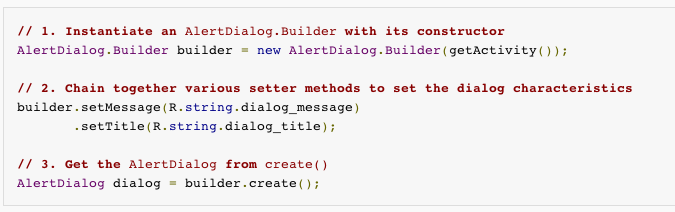 // 1. Instantiate an AlertDialog.Builder with its constructor
AlertDialog.Builder builder = new AlertDialog.Builder(getActivity());
// 2. Chain together various setter methods to set the dialog characteristics
builder.setMessage(R.string.dialog_message)
.setTitle(R.string.dialog_title);
// 3. Get the AlertDialog from create()
AlertDialog dialog = builder.create();